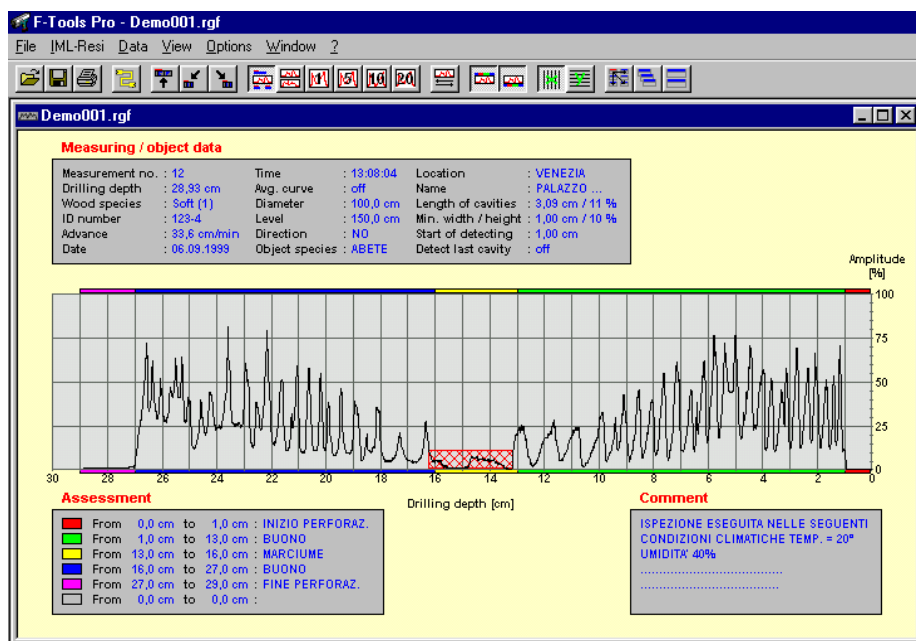 F-Tools Pro - Demo001.rgf
File IML-Resi Data View Options Window ?
1 5 10 20
Demo001.rgf
Measuring / object data
Measurement no. : 12 Time : 13:08:04 Location : VENEZIA
Drilling depth : 28,93 cm Avg. curve : off Name : PALAZZO ...
Wood species : Soft (1) Diameter : 100,0 cm Length of cavities : 3,09 cm / 11 %
ID number : 123-4 Level : 150,0 cm Min. width / height : 1,00 cm / 10 %
Advance : 33,6 cm/min Direction : NO Start of detecting : 1,00 cm
Date : 06.09.1999 Object species : ABETE Detect last cavity : off
Amplitude
[%]
100
75
50
25
0
30 28 26 24 22 20 18 16 14 12 10 8 6 4 2 0
Drilling depth [cm]
Assessment
From 0,0 cm to 1,0 cm : INIZIO PERFORAZ.
From 1,0 cm to 13,0 cm : BUONO
From 13,0 cm to 16,0 cm : MARCIUME
From 16,0 cm to 27,0 cm : BUONO
From 27,0 cm to 29,0 cm : FINE PERFORAZ.
From 0,0 cm to 0,0 cm :
Comment
ISPEZIONE ESEGUITA NELLE SEGUENTI
CONDIZIONI CLIMATICHE TEMP. = 20°
UMIDITA' 40%
.......................................
......................................